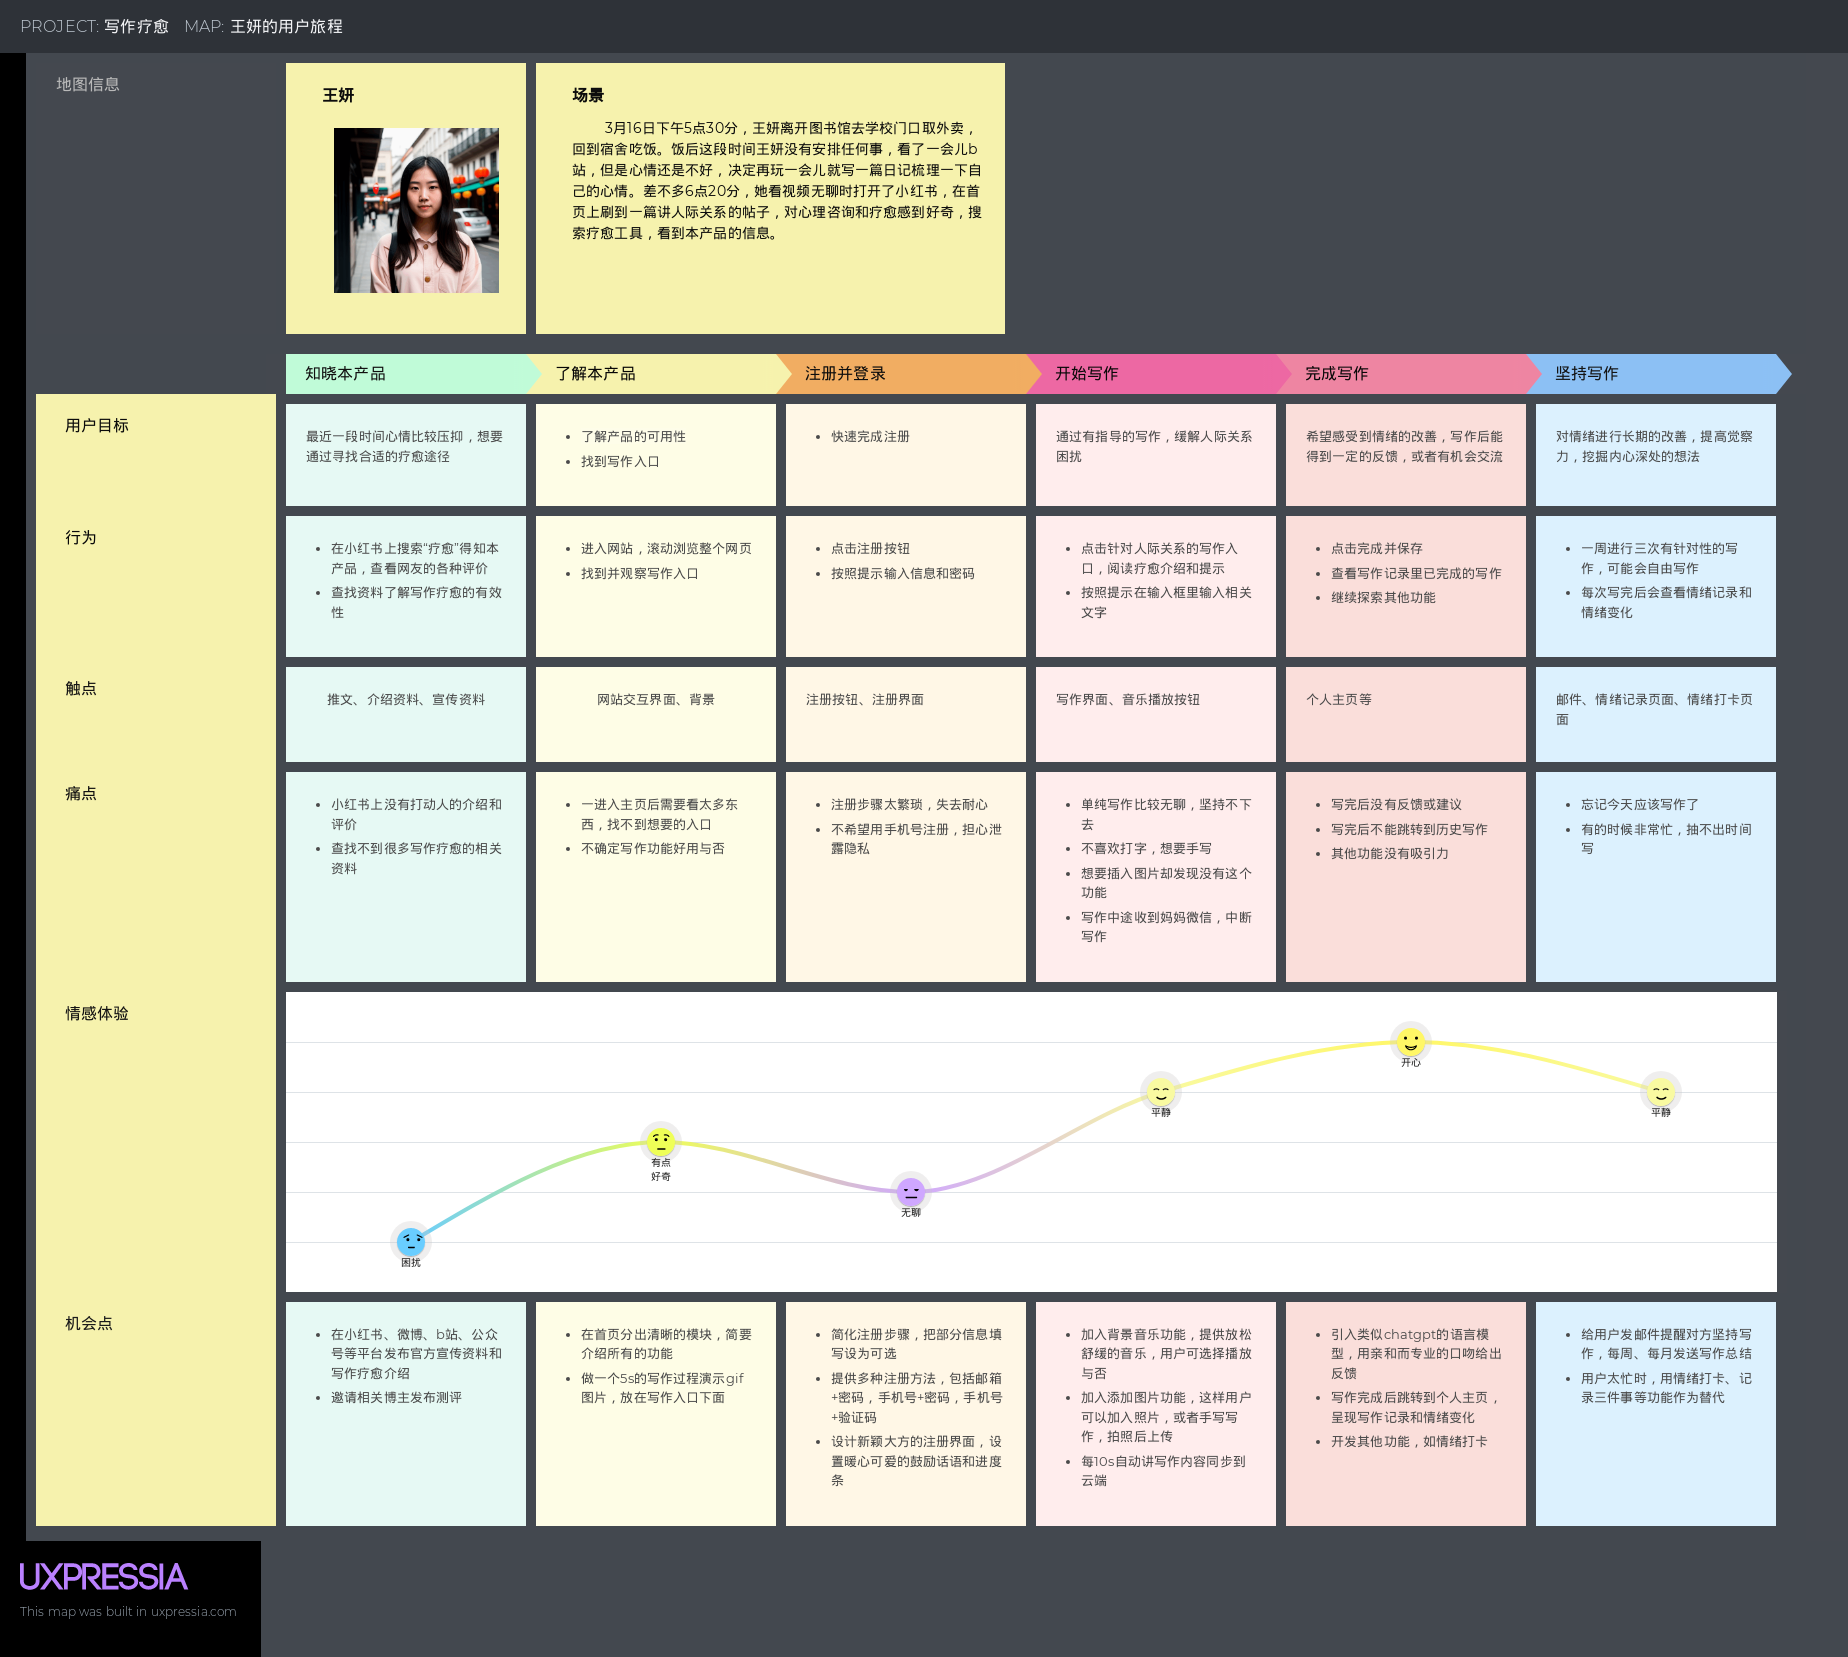 PROJECT: 写作疗愈 MAP: 王妍的用户旅程
地图信息
王妍
场景
3月16日下午5点30分，王妍离开图书馆去学校门口取外卖，
回到宿舍吃饭。饭后这段时间王妍没有安排任何事，看了一会儿b
站，但是心情还是不好，决定再玩一会儿就写一篇日记梳理一下自
己的心情。差不多6点20分，她看视频无聊时打开了小红书，在首
页上刷到一篇讲人际关系的帖子，对心理咨询和疗愈感到好奇，搜
索疗愈工具，看到本产品的信息。
知晓本产品
了解本产品
注册并登录
开始写作
完成写作
坚持写作
用户目标
最近一段时间心情比较压抑，想要
通过寻找合适的疗愈途径
• 了解产品的可用性
• 找到写作入口
• 快速完成注册
通过有指导的写作，缓解人际关系
困扰
希望感受到情绪的改善，写作后能
得到一定的反馈，或者有机会交流
对情绪进行长期的改善，提高觉察
力，挖掘内心深处的想法
行为
• 在小红书上搜索“疗愈”得知本
产品，查看网友的各种评价
• 查找资料了解写作疗愈的有效
性
• 进入网站，滚动浏览整个网页
• 找到并观察写作入口
• 点击注册按钮
• 按照提示输入信息和密码
• 点击针对人际关系的写作入
口，阅读疗愈介绍和提示
• 按照提示在输入框里输入相关
文字
• 点击完成并保存
• 查看写作记录里已完成的写作
• 继续探索其他功能
• 一周进行三次有针对性的写
作，可能会自由写作
• 每次写完后会查看情绪记录和
情绪变化
触点
推文、介绍资料、宣传资料
网站交互界面、背景
注册按钮、注册界面
写作界面、音乐播放按钮
个人主页等
邮件、情绪记录页面、情绪打卡页
面
痛点
• 小红书上没有打动人的介绍和
评价
• 查找不到很多写作疗愈的相关
资料
• 一进入主页后需要看太多东
西，找不到想要的入口
• 不确定写作功能好用与否
• 注册步骤太繁琐，失去耐心
• 不希望用手机号注册，担心泄
露隐私
• 单纯写作比较无聊，坚持不下
去
• 不喜欢打字，想要手写
• 想要插入图片却发现没有这个
功能
• 写作中途收到妈妈微信，中断
写作
• 写完后没有反馈或建议
• 写完后不能跳转到历史写作
• 其他功能没有吸引力
• 忘记今天应该写作了
• 有的时候非常忙，抽不出时间
写
情感体验
困扰
有点
好奇
无聊
平静
开心
平静
机会点
• 在小红书、微博、b站、公众
号等平台发布官方宣传资料和
写作疗愈介绍
• 邀请相关博主发布测评
• 在首页分出清晰的模块，简要
介绍所有的功能
• 做一个5s的写作过程演示gif
图片，放在写作入口下面
• 简化注册步骤，把部分信息填
写设为可选
• 提供多种注册方法，包括邮箱
+密码，手机号+密码，手机号
+验证码
• 设计新颖大方的注册界面，设
置暖心可爱的鼓励话语和进度
条
• 加入背景音乐功能，提供放松
舒缓的音乐，用户可选择播放
与否
• 加入添加图片功能，这样用户
可以加入照片，或者手写写
作，拍照后上传
• 每10s自动讲写作内容同步到
云端
• 引入类似chatgpt的语言模
型，用亲和而专业的口吻给出
反馈
• 写作完成后跳转到个人主页，
呈现写作记录和情绪变化
• 开发其他功能，如情绪打卡
• 给用户发邮件提醒对方坚持写
作，每周、每月发送写作总结
• 用户太忙时，用情绪打卡、记
录三件事等功能作为替代
UXPRESSIA
This map was built in uxpressia.com